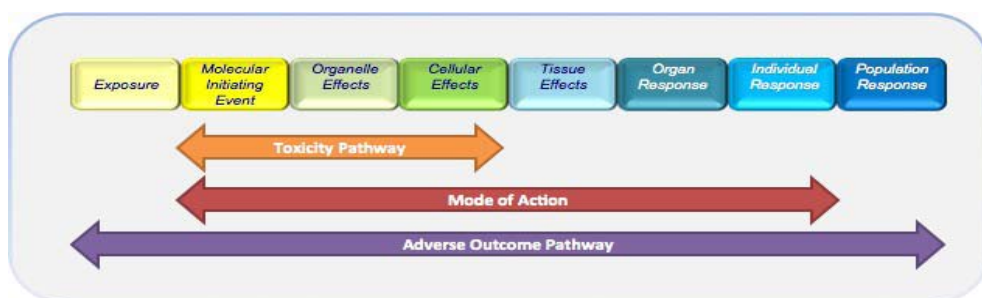 Exposure
Molecular
Initiating
Event
Organelle
Effects
Cellular
Effects
Tissue
Effects
Organ
Response
Individual
Response
Population
Response
Toxicity Pathway
Mode of Action
Adverse Outcome Pathway